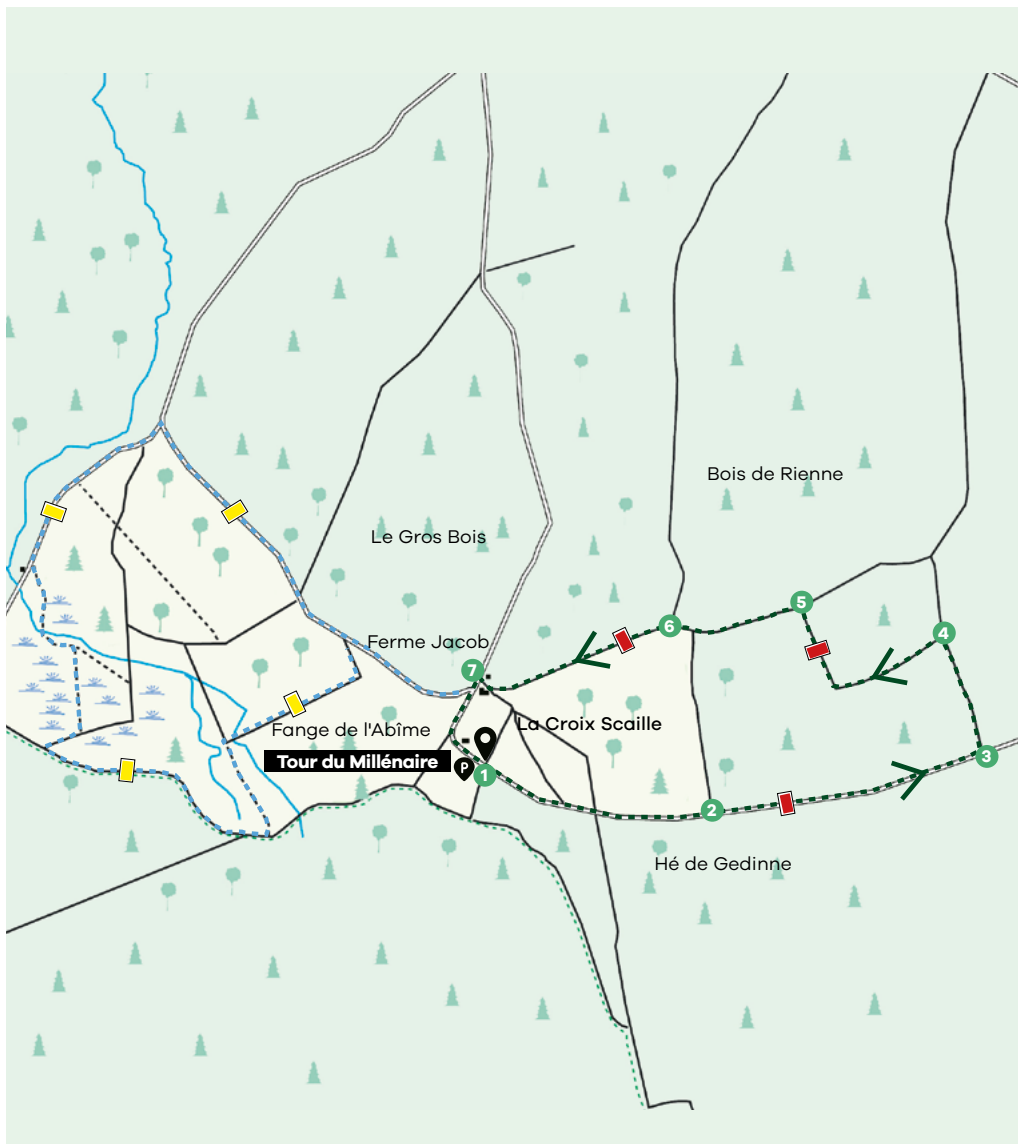 Bois de Rienne
Le Gros Bois
5
6
4
Ferme Jacob
7
La Croix Scaille
Fange de l'Abîme
3
Tour du Millénaire
P
1
2
Hé de Gedinne